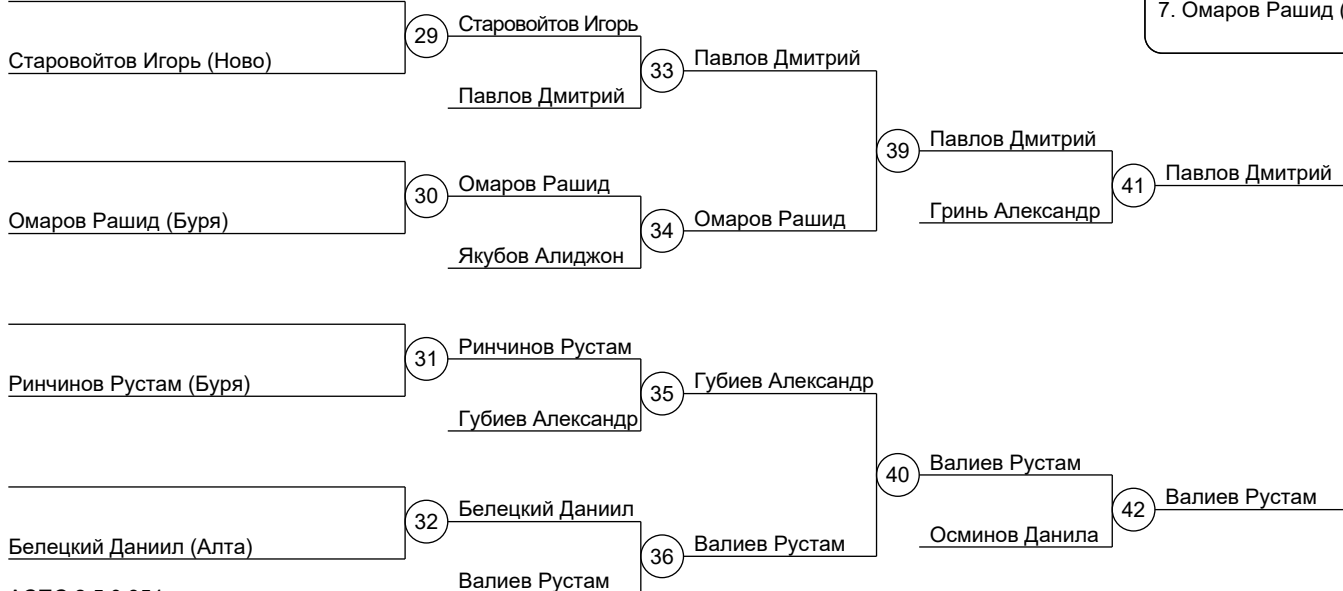 7. Омаров Рашид (
29
Старовойтов Игорь
Старовойтов Игорь (Ново)
33
Павлов Дмитрий
Павлов Дмитрий
39
Павлов Дмитрий
41
Павлов Дмитрий
30
Омаров Рашид
Омаров Рашид (Буря)
34
Омаров Рашид
Гринь Александр
Якубов Алиджон
31
Ринчинов Рустам
Ринчинов Рустам (Буря)
35
Губиев Александр
Губиев Александр
40
Валиев Рустам
42
Валиев Рустам
32
Белецкий Даниил
Осминов Данила
Белецкий Даниил (Алта)
36
Валиев Рустам
Валиев Рустам